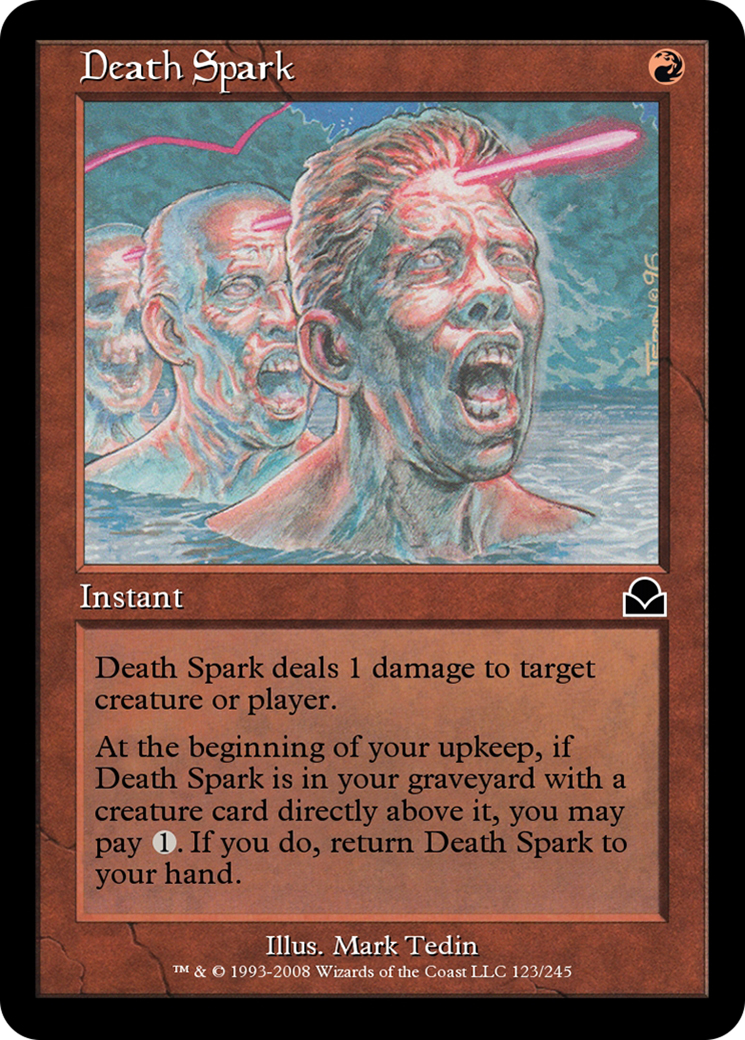 Death Spark
TEDIN © 96
Instant
Death Spark deals 1 damage to target
creature or player.
At the beginning of your upkeep, if
Death Spark is in your graveyard with a
creature card directly above it, you may
pay 1. If you do, return Death Spark to
your hand.
Illus. Mark Tedin
™ & © 1993-2008 Wizards of the Coast LLC 123/245